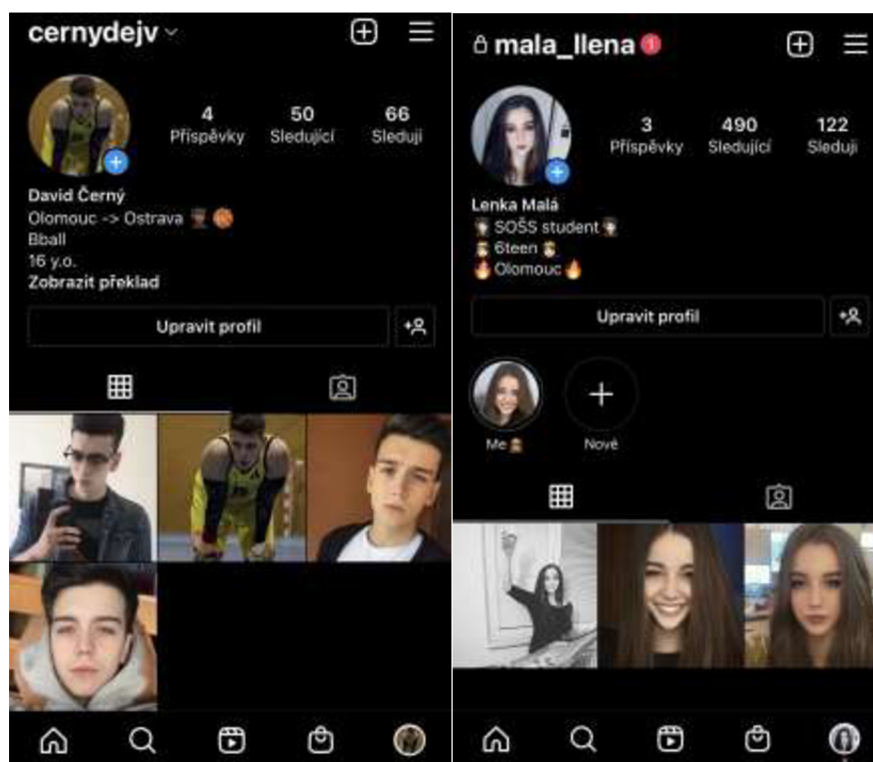 cernydejv
4 50 66
Příspěvky Sledující Sleduji
David Černý
Olomouc -> Ostrava
Bball
16 y.o.
Zobrazit překlad
Upravit profil
mala_llena 1
3 490 122
Příspěvky Sledující Sleduji
Lenka Malá
SOŠS student
6teen
Olomouc
Upravit profil
Me Nové